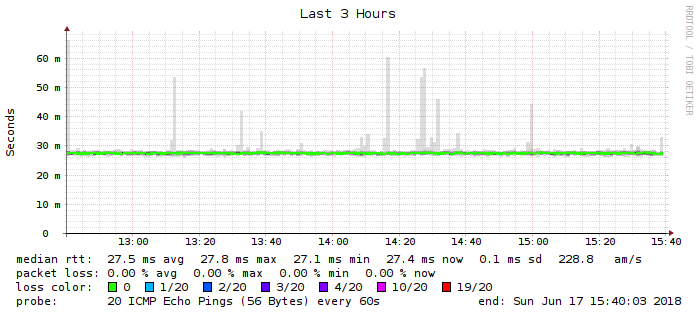 Last 3 Hours
RRDTOOL / TOBI OETIKER
Seconds
60 m
50 m
40 m
30 m
20 m
10 m
0
13:00 13:20 13:40 14:00 14:20 14:40 15:00 15:20 15:40
median rtt: 27.5 ms avg 27.8 ms max 27.1 ms min 27.4 ms now 0.1 ms sd 228.8 am/s
packet loss: 0.00 % avg 0.00 % max 0.00 % min 0.00 % now
loss color: 0 1/20 2/20 3/20 4/20 10/20 19/20
probe: 20 ICMP Echo Pings (56 Bytes) every 60s end: Sun Jun 17 15:40:03 2018